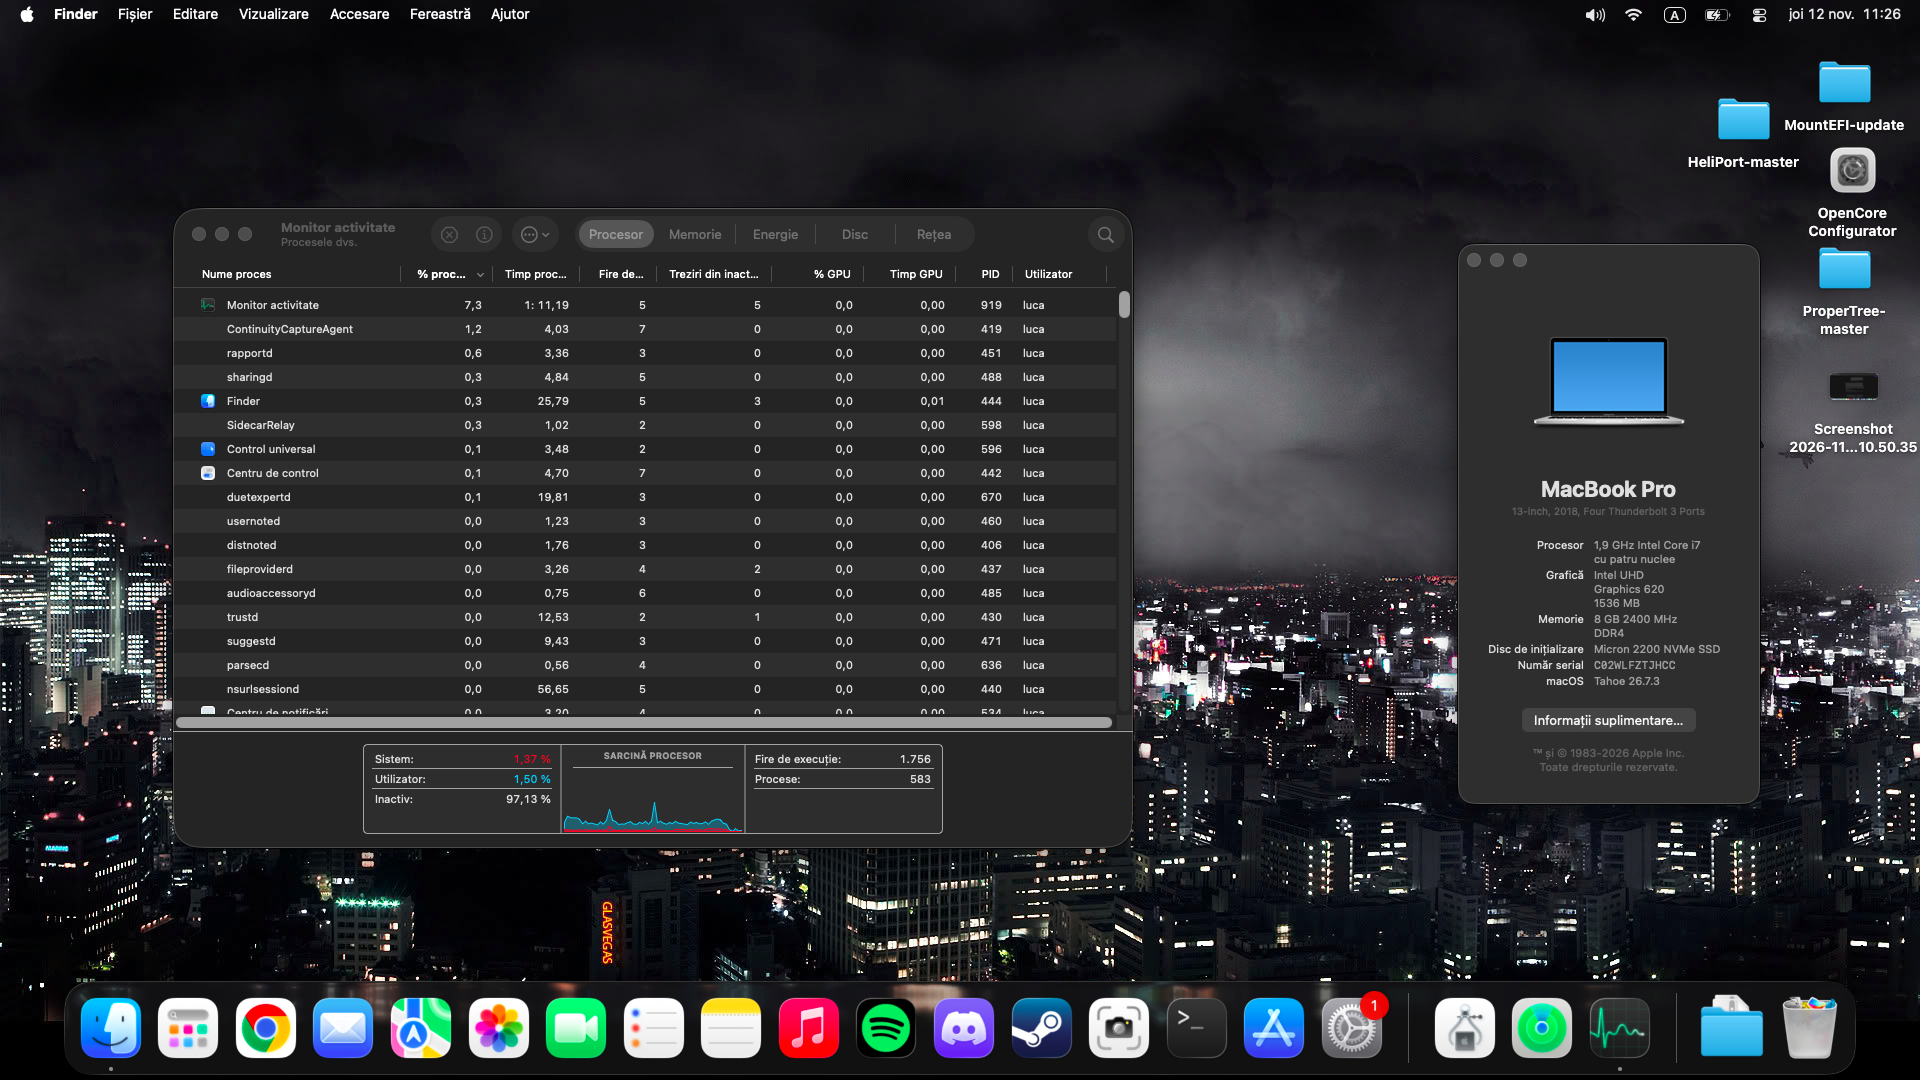 Finder Fișier Editare Vizualizare Accesare Fereastră Ajutor
A joi 12 nov. 11:26
MountEFI-update
HeliPort-master
OpenCore
Configurator
ProperTree-
master
Screenshot
2026-11...10.50.35
Monitor activitate
Procesele dvs.
Procesor Memorie Energie Disc Rețea
Nume proces % proc... Timp proc... Fire de... Treziri din inact... % GPU Timp GPU PID Utilizator
Monitor activitate 7,3 1: 11,19 5 5 0,0 0,00 919 luca
ContinuityCaptureAgent 1,2 4,03 7 0 0,0 0,00 419 luca
rapportd 0,6 3,36 3 0 0,0 0,00 451 luca
sharingd 0,3 4,84 5 0 0,0 0,00 488 luca
Finder 0,3 25,79 5 3 0,0 0,01 444 luca
SidecarRelay 0,3 1,02 2 0 0,0 0,00 598 luca
Control universal 0,1 3,48 2 0 0,0 0,00 596 luca
Centru de control 0,1 4,70 7 0 0,0 0,00 442 luca
duetexpertd 0,1 19,81 3 0 0,0 0,00 670 luca
usernoted 0,0 1,23 3 0 0,0 0,00 460 luca
distnoted 0,0 1,76 3 0 0,0 0,00 406 luca
fileproviderd 0,0 3,26 4 2 0,0 0,00 437 luca
audioaccessoryd 0,0 0,75 6 0 0,0 0,00 485 luca
trustd 0,0 12,53 2 1 0,0 0,00 430 luca
suggestd 0,0 9,43 3 0 0,0 0,00 471 luca
parsecd 0,0 0,56 4 0 0,0 0,00 636 luca
nsurlsessiond 0,0 56,65 5 0 0,0 0,00 440 luca
Centru de notificări 0,0 3,20 4 0 0,0 0,00 534 luca
Sistem: 1,37 %
Utilizator: 1,50 %
Inactiv: 97,13 %
SARCINĂ PROCESOR
Fire de execuție: 1.756
Procese: 583
MacBook Pro
13-inch, 2018, Four Thunderbolt 3 Ports
Procesor 1,9 GHz Intel Core i7
cu patru nuclee
Grafică Intel UHD
Graphics 620
1536 MB
Memorie 8 GB 2400 MHz
DDR4
Disc de inițializare Micron 2200 NVMe SSD
Număr serial C02WLFZTJHCC
macOS Tahoe 26.7.3
Informații suplimentare...
™ și © 1983-2026 Apple Inc.
Toate drepturile rezervate.
GLASVEGAS
1